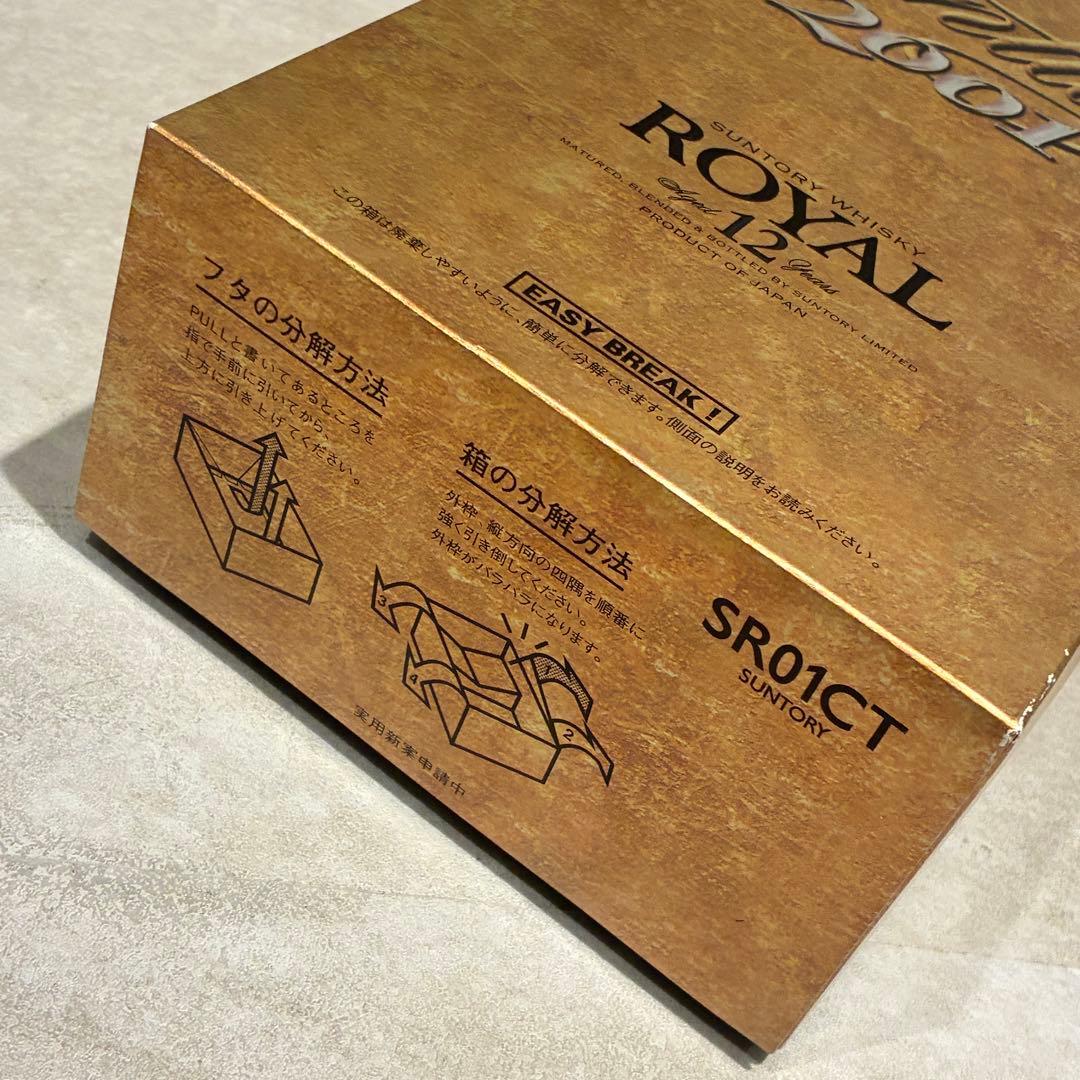 2001
SUNTORY WHISKY
ROYAL
Aged 12 Years
MATURED, BLENDED & BOTTLED BY SUNTORY LIMITED
PRODUCT OF JAPAN
EASY BREAK!
この箱は廃棄しやすいように、簡単に分解できます。側面の説明をお読みください。
フタの分解方法
PULLと書いてあるところを
指で手前に引いてから、
上方に引き上げてください。
箱の分解方法
外枠、縦方向の四隅を順番に
強く引き倒してください。
外枠がバラバラになります。
1
2
3
4
実用新案申請中
SR01CT
SUNTORY